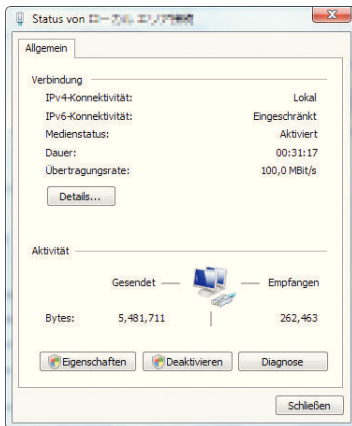 Status von
Allgemein
Verbindung
IPv4-Konnektivität: Lokal
IPv6-Konnektivität: Eingeschränkt
Medienstatus: Aktiviert
Dauer: 00:31:17
Übertragungsrate: 100,0 MBit/s
Details...
Aktivität
Gesendet Empfangen
Bytes: 5,481,711 262,463
Eigenschaften Deaktivieren Diagnose
Schließen